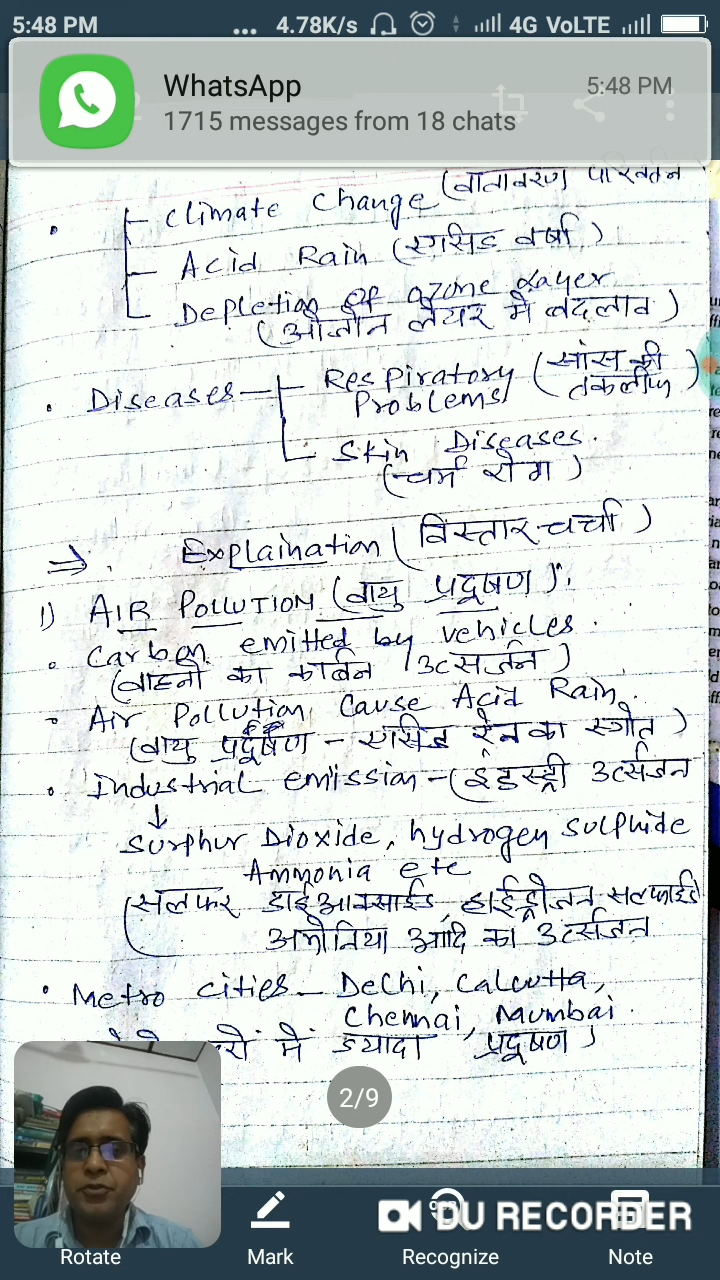 5:48 PM ... 4.78K/s 4G VoLTE
WhatsApp 5:48 PM
1715 messages from 18 chats
• Climate Change (वातावरण परिवर्तन
Acid Rain (एसिड वर्षा)
Depletion of ozone Layer
(ओजोन लेयर में बदलाव)
• Diseases - Respiratory (सांस की
Problems तकलीफ)
Skin Diseases.
(चर्म रोग)
⇒ . Explaination (विस्तार चर्चा)
1) AIR POLLUTION (वायु प्रदूषण):
• Carbon emitted by vehicles.
(वाहनो का कार्बन उत्सर्जन)
• Air Pollution Cause Acid Rain.
(वायु प्रदूषण - एसिड रेन का स्गोत)
• Industrial emission - (इंडस्ट्री उत्सर्जन
↓
Surphur Dioxide, hydrogen sulphide
Ammonia etc
(सलफर डाईआक्साईड, हाईड्रोजन सल्फाईड
अमोनिया आदि का उत्सर्जन
• Metro cities - Delhi, Calcutta,
Chennai, Mumbai.
में ज्यादा प्रदूषण)
2/9
DU RECORDER
Rotate Mark Recognize Note